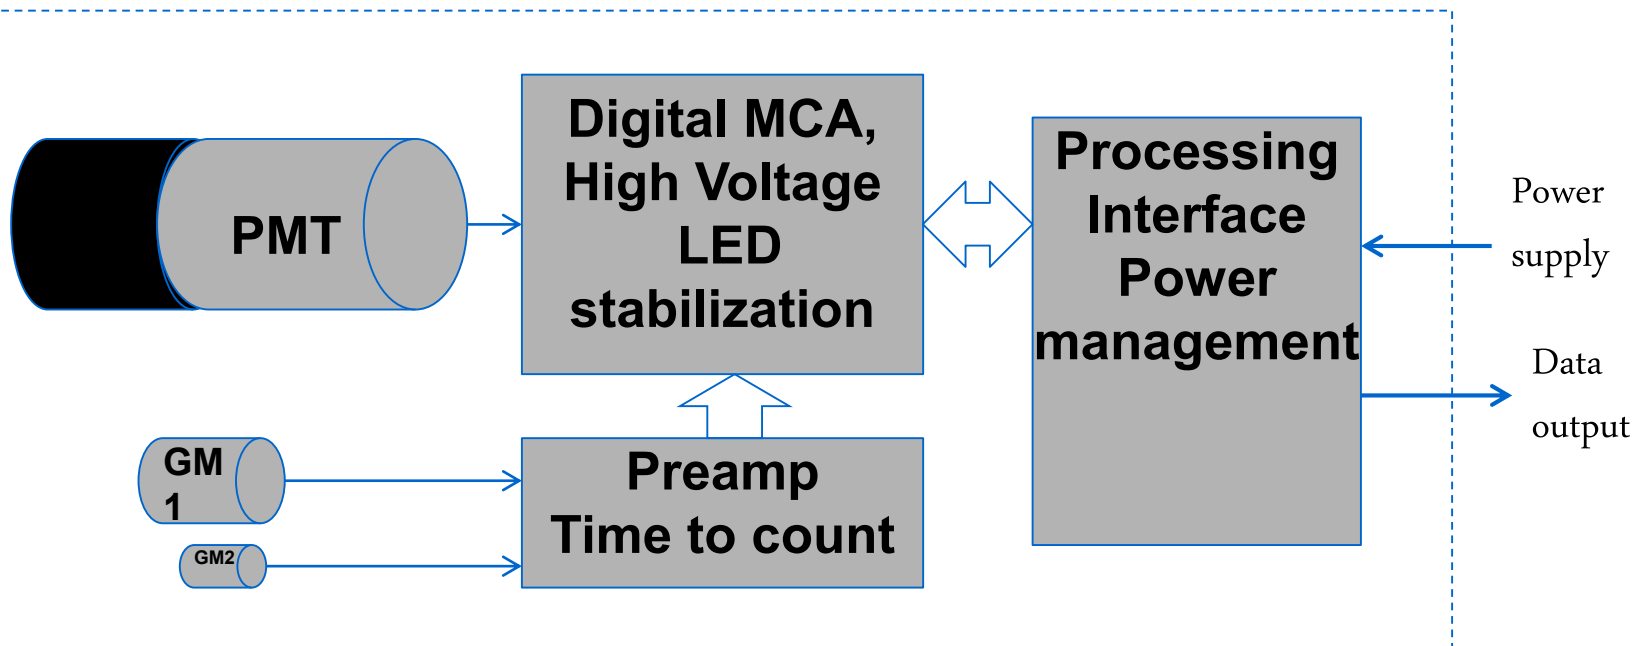 PMT
Digital MCA,
High Voltage
LED
stabilization
Processing
Interface
Power
management
Power
supply
Data
output
GM
1
GM2
Preamp
Time to count